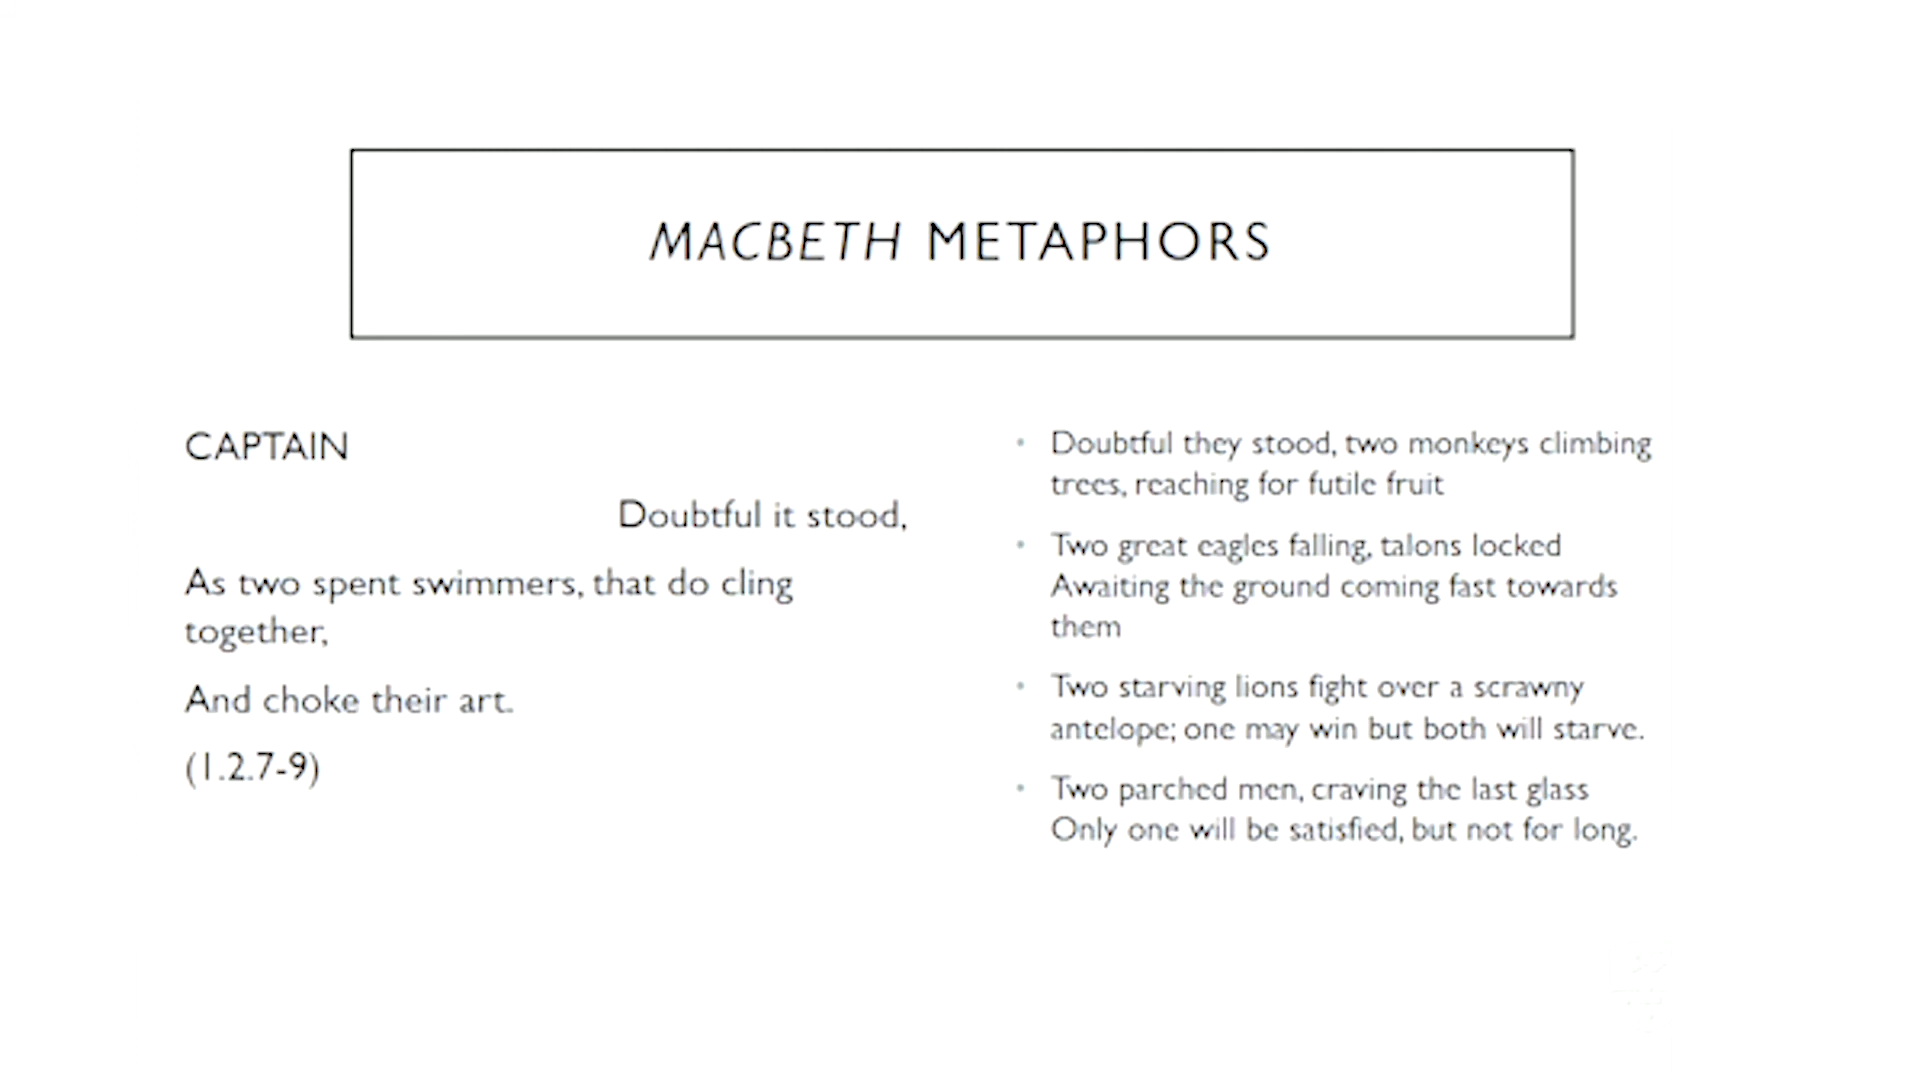 MACBETH METAPHORS
CAPTAIN
Doubtful it stood,
As two spent swimmers, that do cling
together,
And choke their art.
(1.2.7-9)
• Doubtful they stood, two monkeys climbing
trees, reaching for futile fruit
• Two great eagles falling, talons locked
Awaiting the ground coming fast towards
them
• Two starving lions fight over a scrawny
antelope; one may win but both will starve.
• Two parched men, craving the last glass
Only one will be satisfied, but not for long.